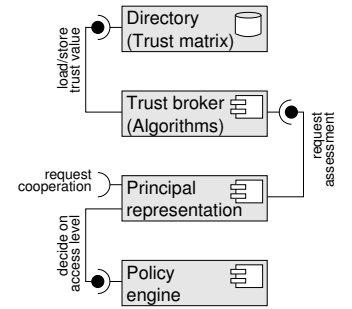 Directory
(Trust matrix)
load/store
trust value
Trust broker
(Algorithms)
request
assessment
request
cooperation
Principal
representation
decide on
access level
Policy
engine